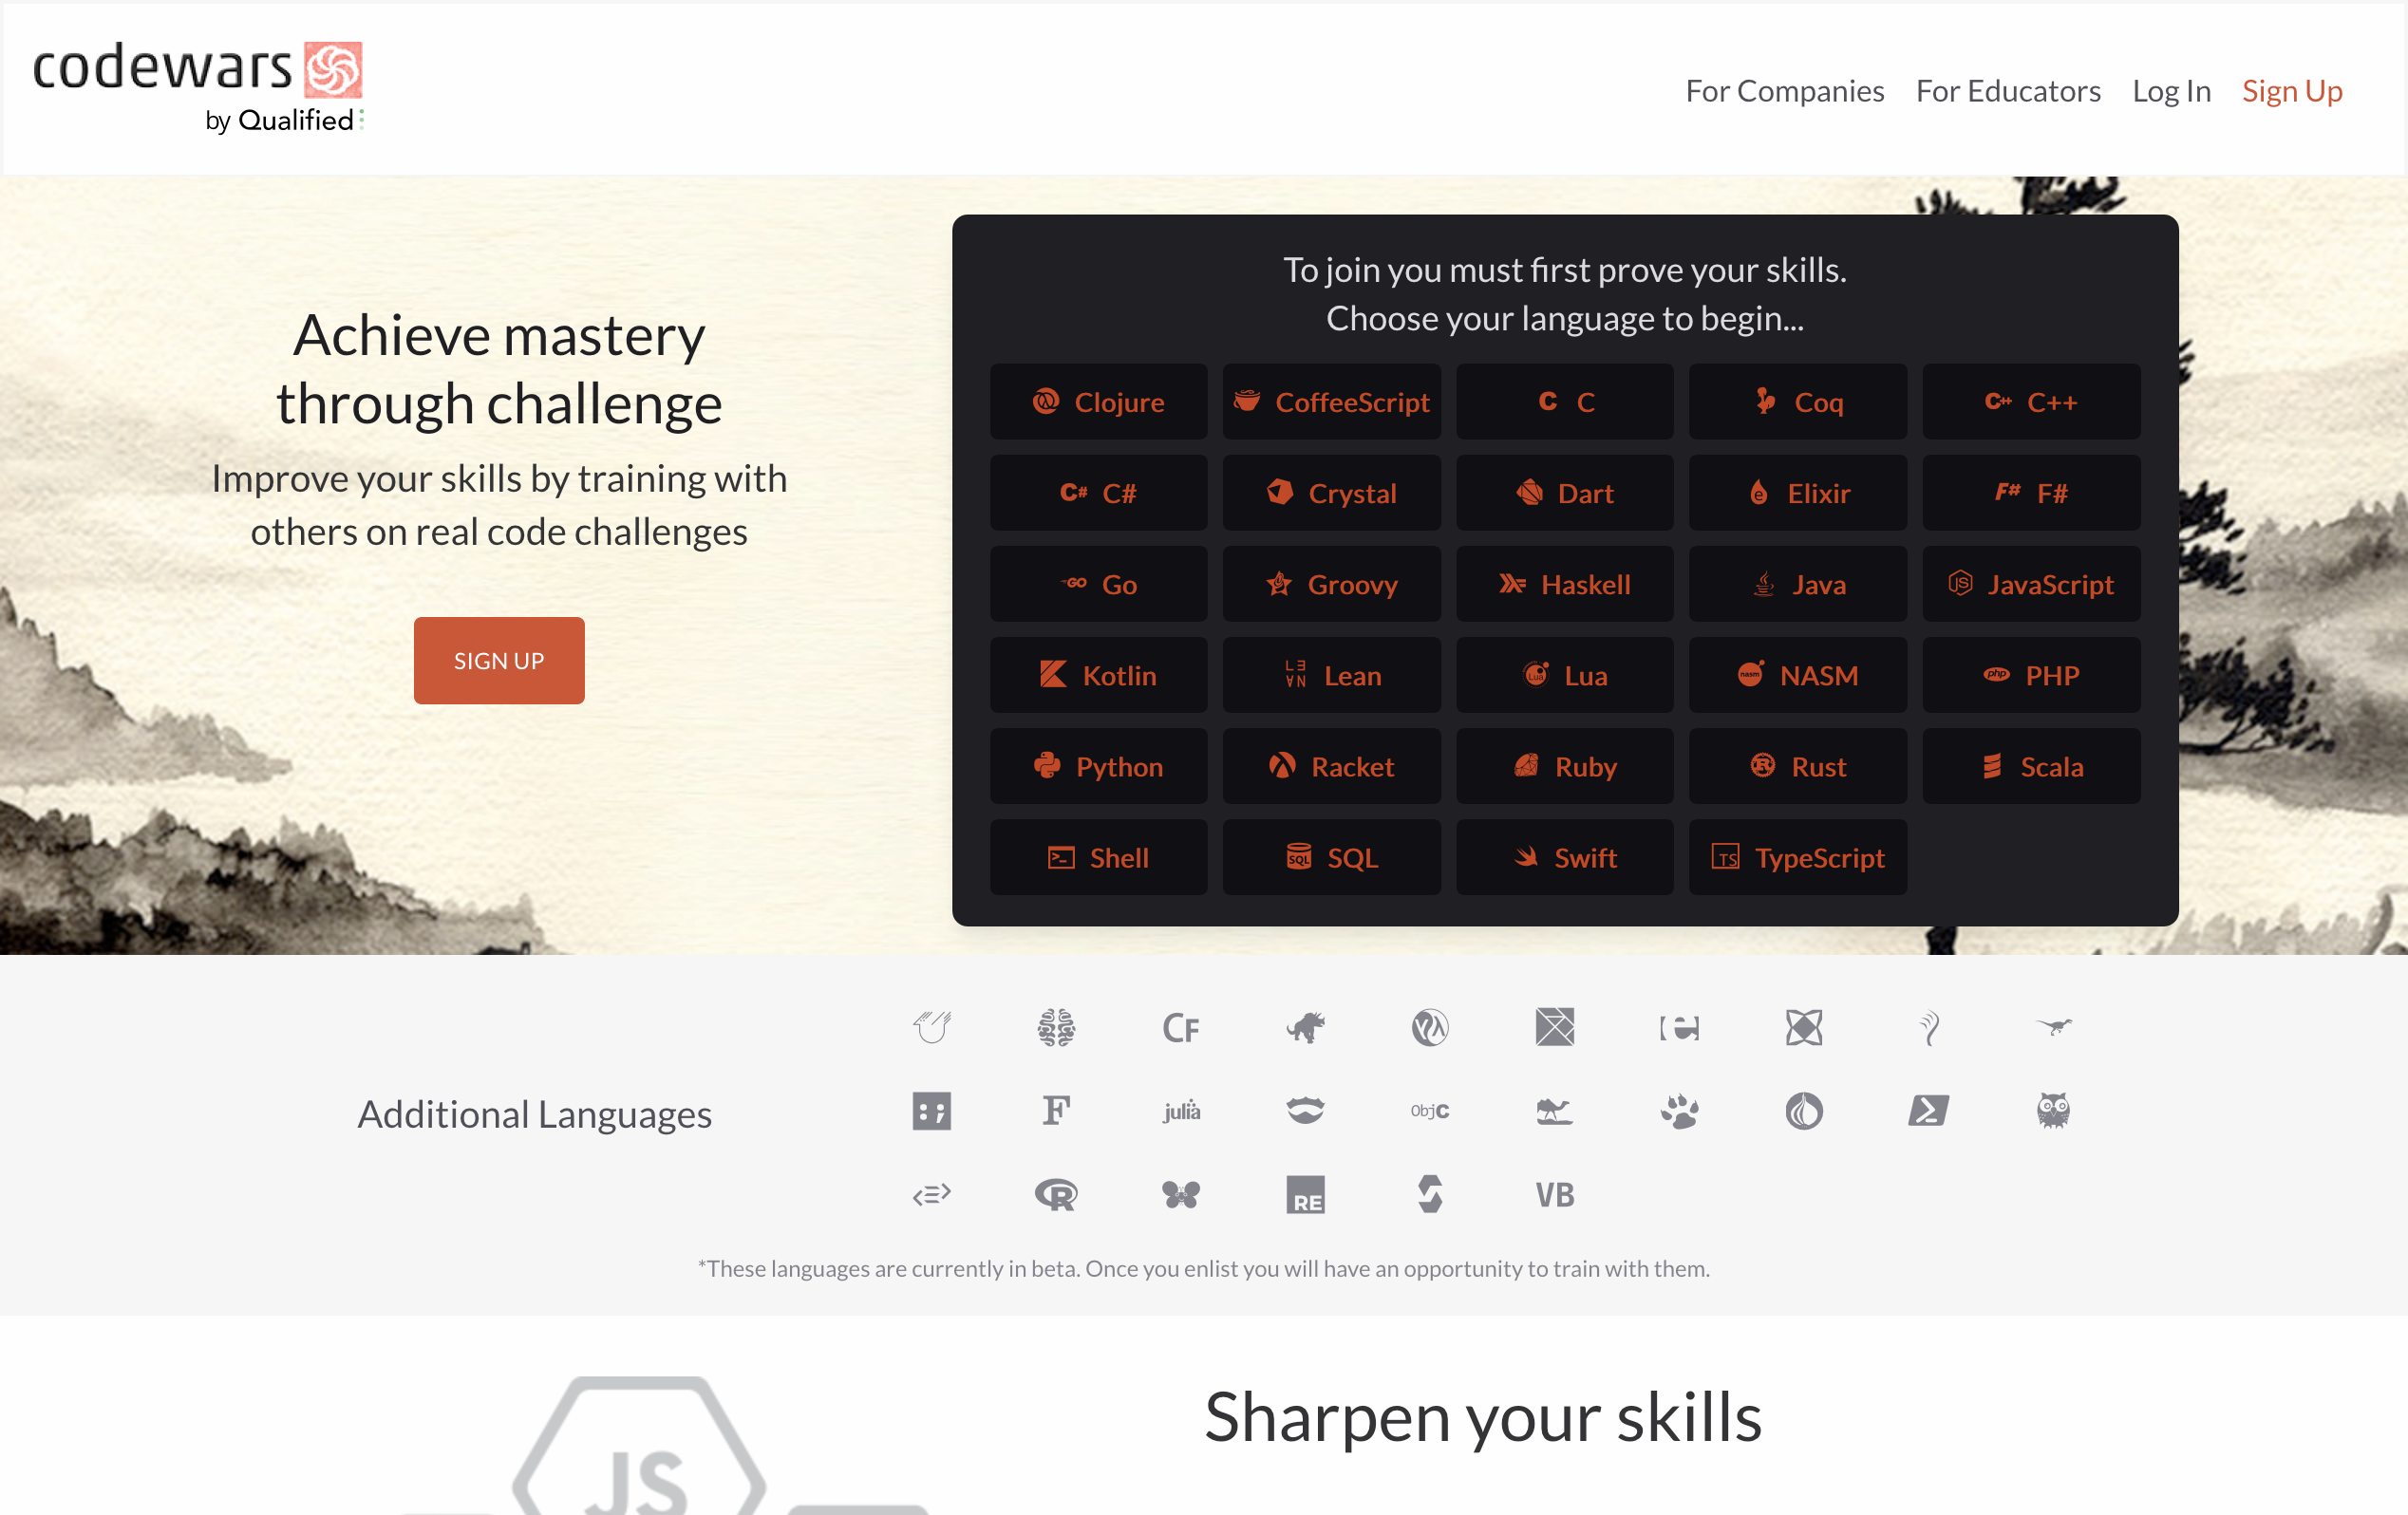 codewars
by Qualified
For Companies For Educators Log In Sign Up
Achieve mastery
through challenge
Improve your skills by training with
others on real code challenges
SIGN UP
To join you must first prove your skills.
Choose your language to begin...
Clojure CoffeeScript C Coq C++
C# Crystal Dart Elixir F#
Go Groovy Haskell Java JavaScript
Kotlin Lean Lua NASM PHP
Python Racket Ruby Rust Scala
Shell SQL Swift TypeScript
Additional Languages
CF
F julia ObjC
R RE VB
*These languages are currently in beta. Once you enlist you will have an opportunity to train with them.
JS
Sharpen your skills